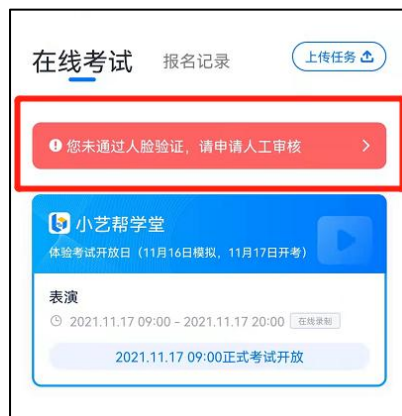 在线考试 报名记录 上传任务
您未通过人脸验证，请申请人工审核
小艺帮学堂
体验考试开放日（11月16日模拟，11月17日开考）
表演
2021.11.17 09:00 - 2021.11.17 20:00 在线录制
2021.11.17 09:00正式考试开放